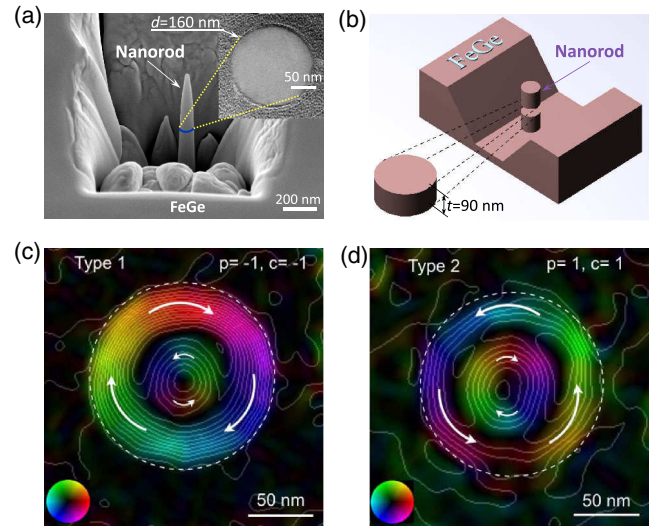 (a)
d=160 nm
Nanorod
50 nm
200 nm
FeGe
(b)
FeGe
Nanorod
t=90 nm
(c)
Type 1
p= -1, c= -1
50 nm
(d)
Type 2
p= 1, c= 1
50 nm